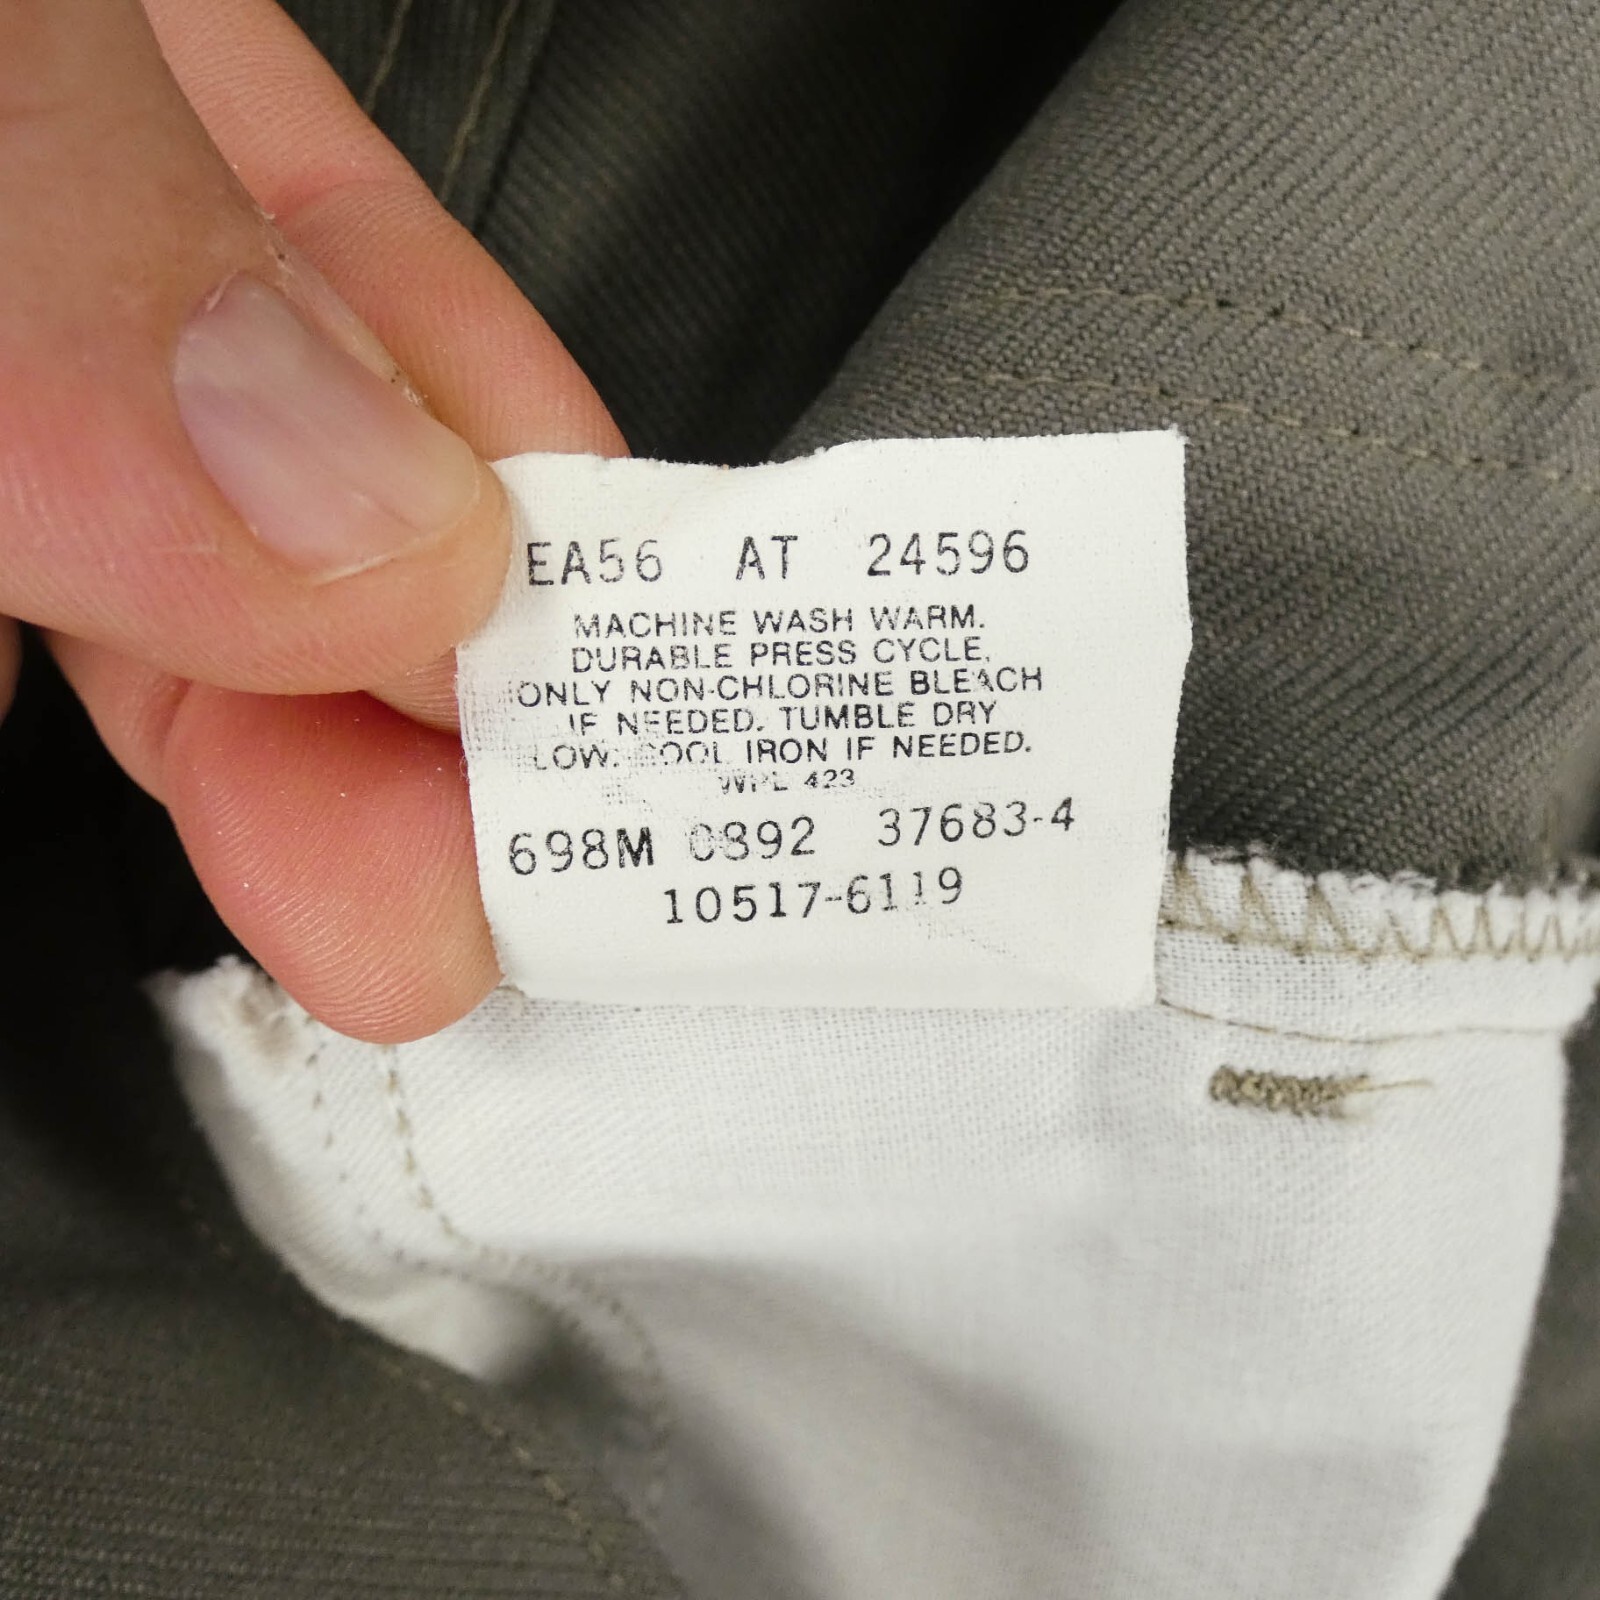 EA56 AT 24596
MACHINE WASH WARM.
DURABLE PRESS CYCLE.
ONLY NON-CHLORINE BLEACH
IF NEEDED. TUMBLE DRY
LOW. COOL IRON IF NEEDED.
WPL 423
698M 0892 37683-4
10517-6119